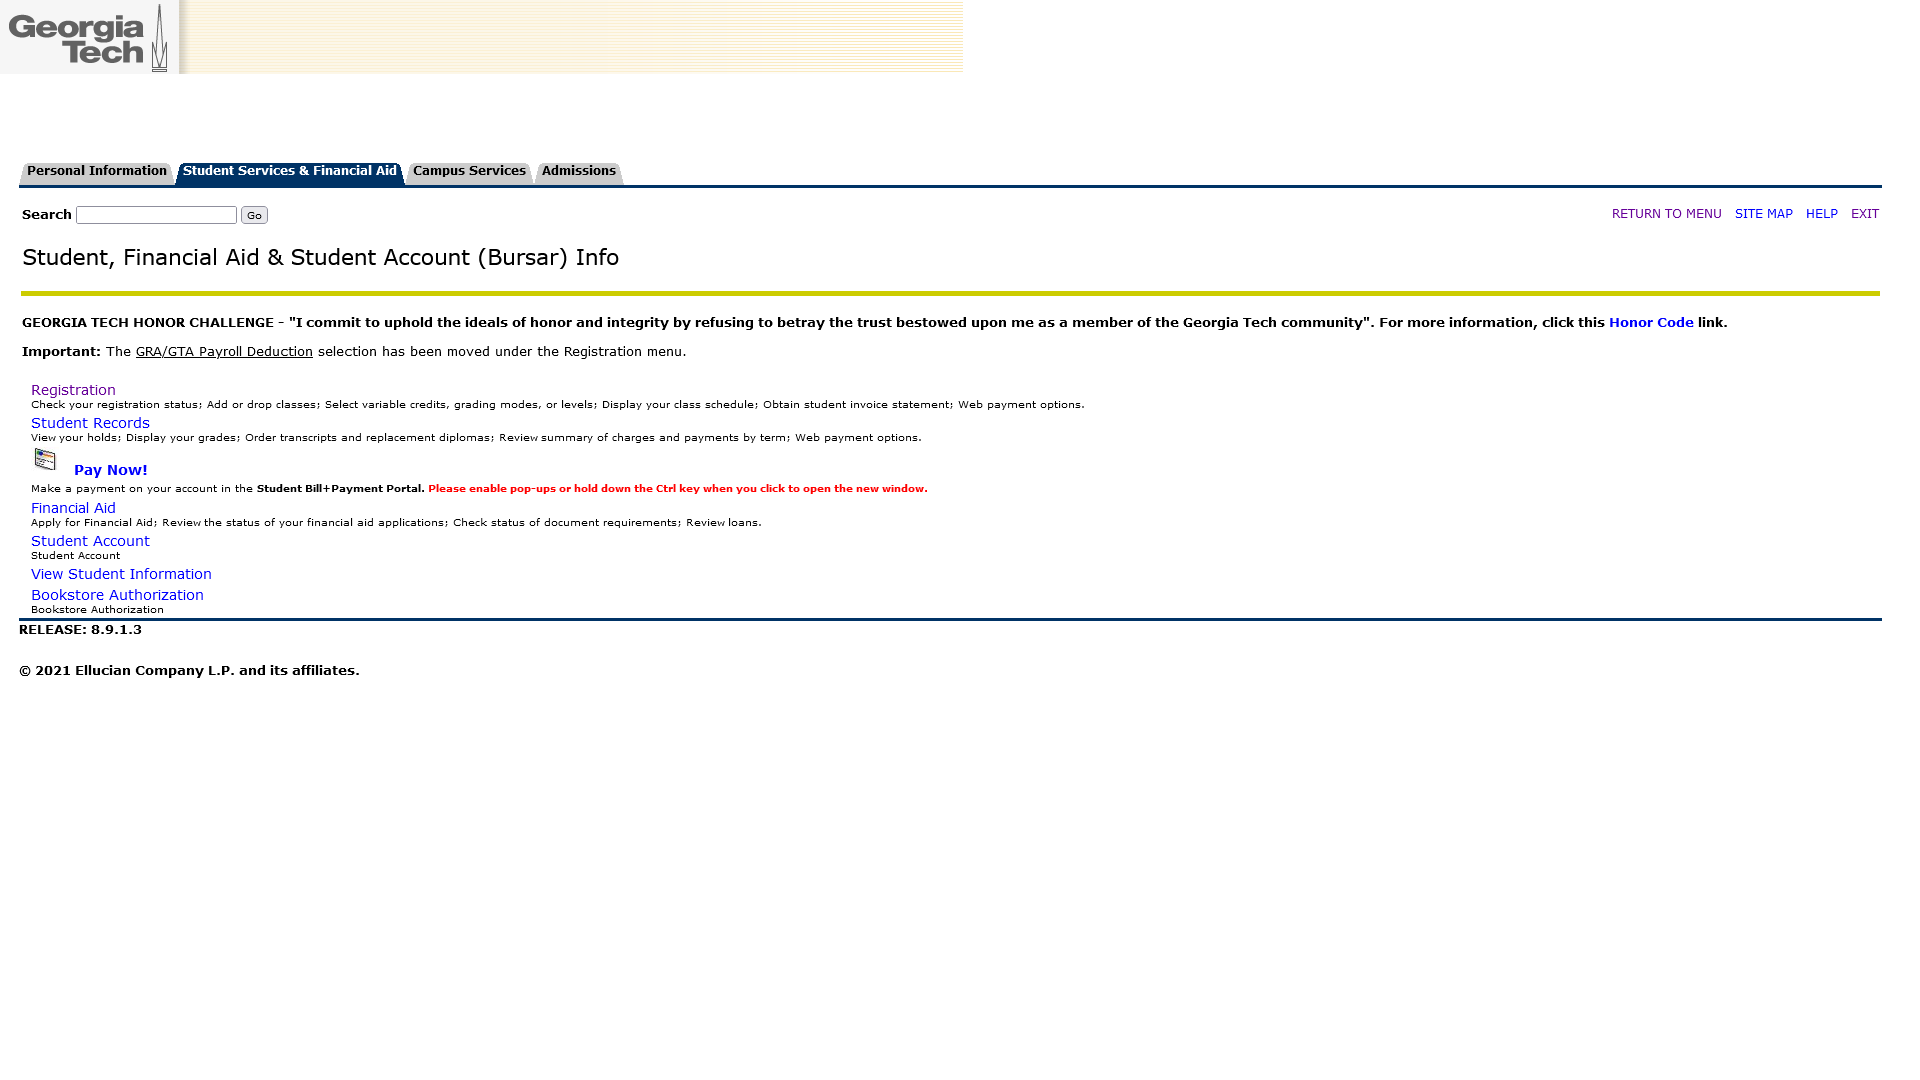 Georgia
Tech
Personal Information Student Services & Financial Aid Campus Services Admissions
Search Go RETURN TO MENU SITE MAP HELP EXIT
Student, Financial Aid & Student Account (Bursar) Info
GEORGIA TECH HONOR CHALLENGE - "I commit to uphold the ideals of honor and integrity by refusing to betray the trust bestowed upon me as a member of the Georgia Tech community". For more information, click this Honor Code link.
Important: The GRA/GTA Payroll Deduction selection has been moved under the Registration menu.
Registration
Check your registration status; Add or drop classes; Select variable credits, grading modes, or levels; Display your class schedule; Obtain student invoice statement; Web payment options.
Student Records
View your holds; Display your grades; Order transcripts and replacement diplomas; Review summary of charges and payments by term; Web payment options.
Pay Now!
Make a payment on your account in the Student Bill+Payment Portal. Please enable pop-ups or hold down the Ctrl key when you click to open the new window.
Financial Aid
Apply for Financial Aid; Review the status of your financial aid applications; Check status of document requirements; Review loans.
Student Account
Student Account
View Student Information
Bookstore Authorization
Bookstore Authorization
RELEASE: 8.9.1.3
© 2021 Ellucian Company L.P. and its affiliates.